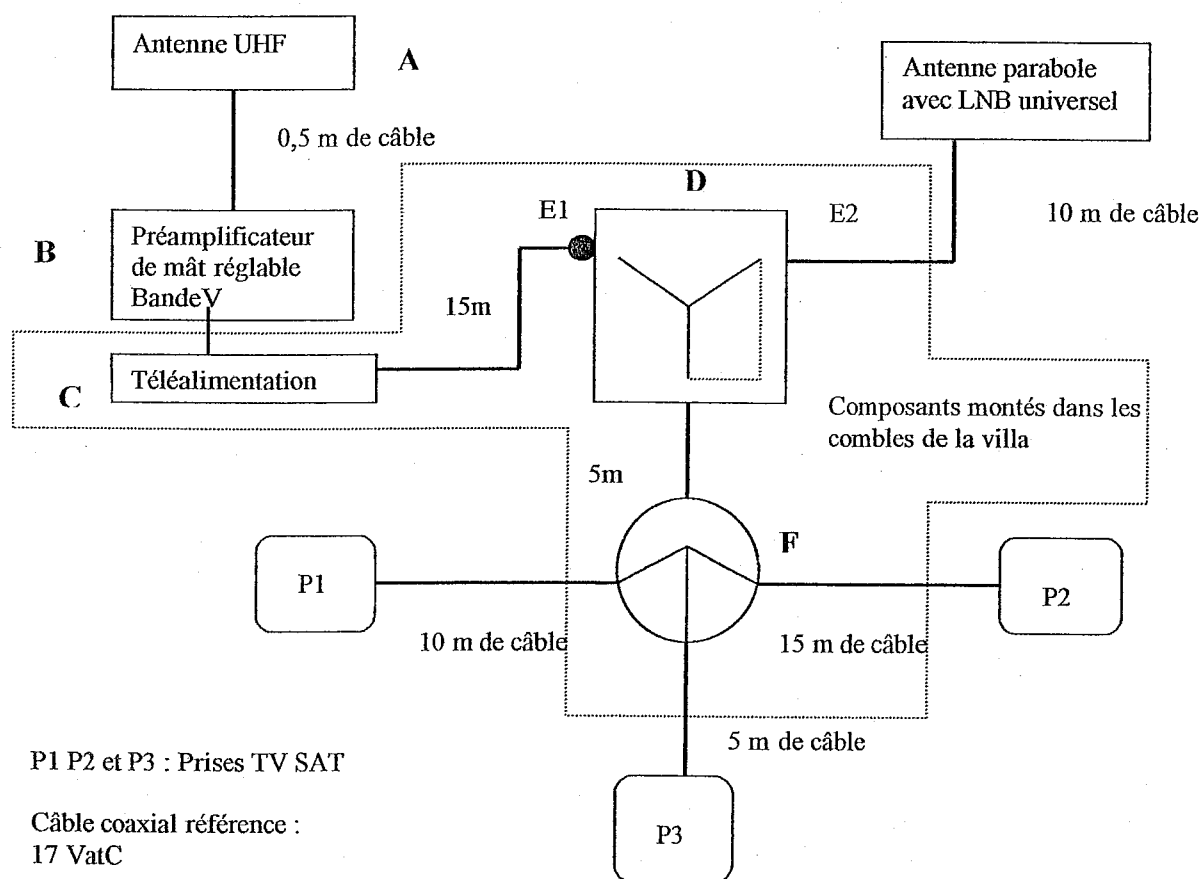 Antenne UHF
A
Antenne parabole
avec LNB universel
0,5 m de câble
D
E1
E2
10 m de câble
B
Préamplificateur
de mât réglable
BandeV
15m
C
Téléalimentation
Composants montés dans les
combles de la villa
5m
F
P1
P2
10 m de câble
15 m de câble
5 m de câble
P1 P2 et P3 : Prises TV SAT
P3
Câble coaxial référence :
17 VatC